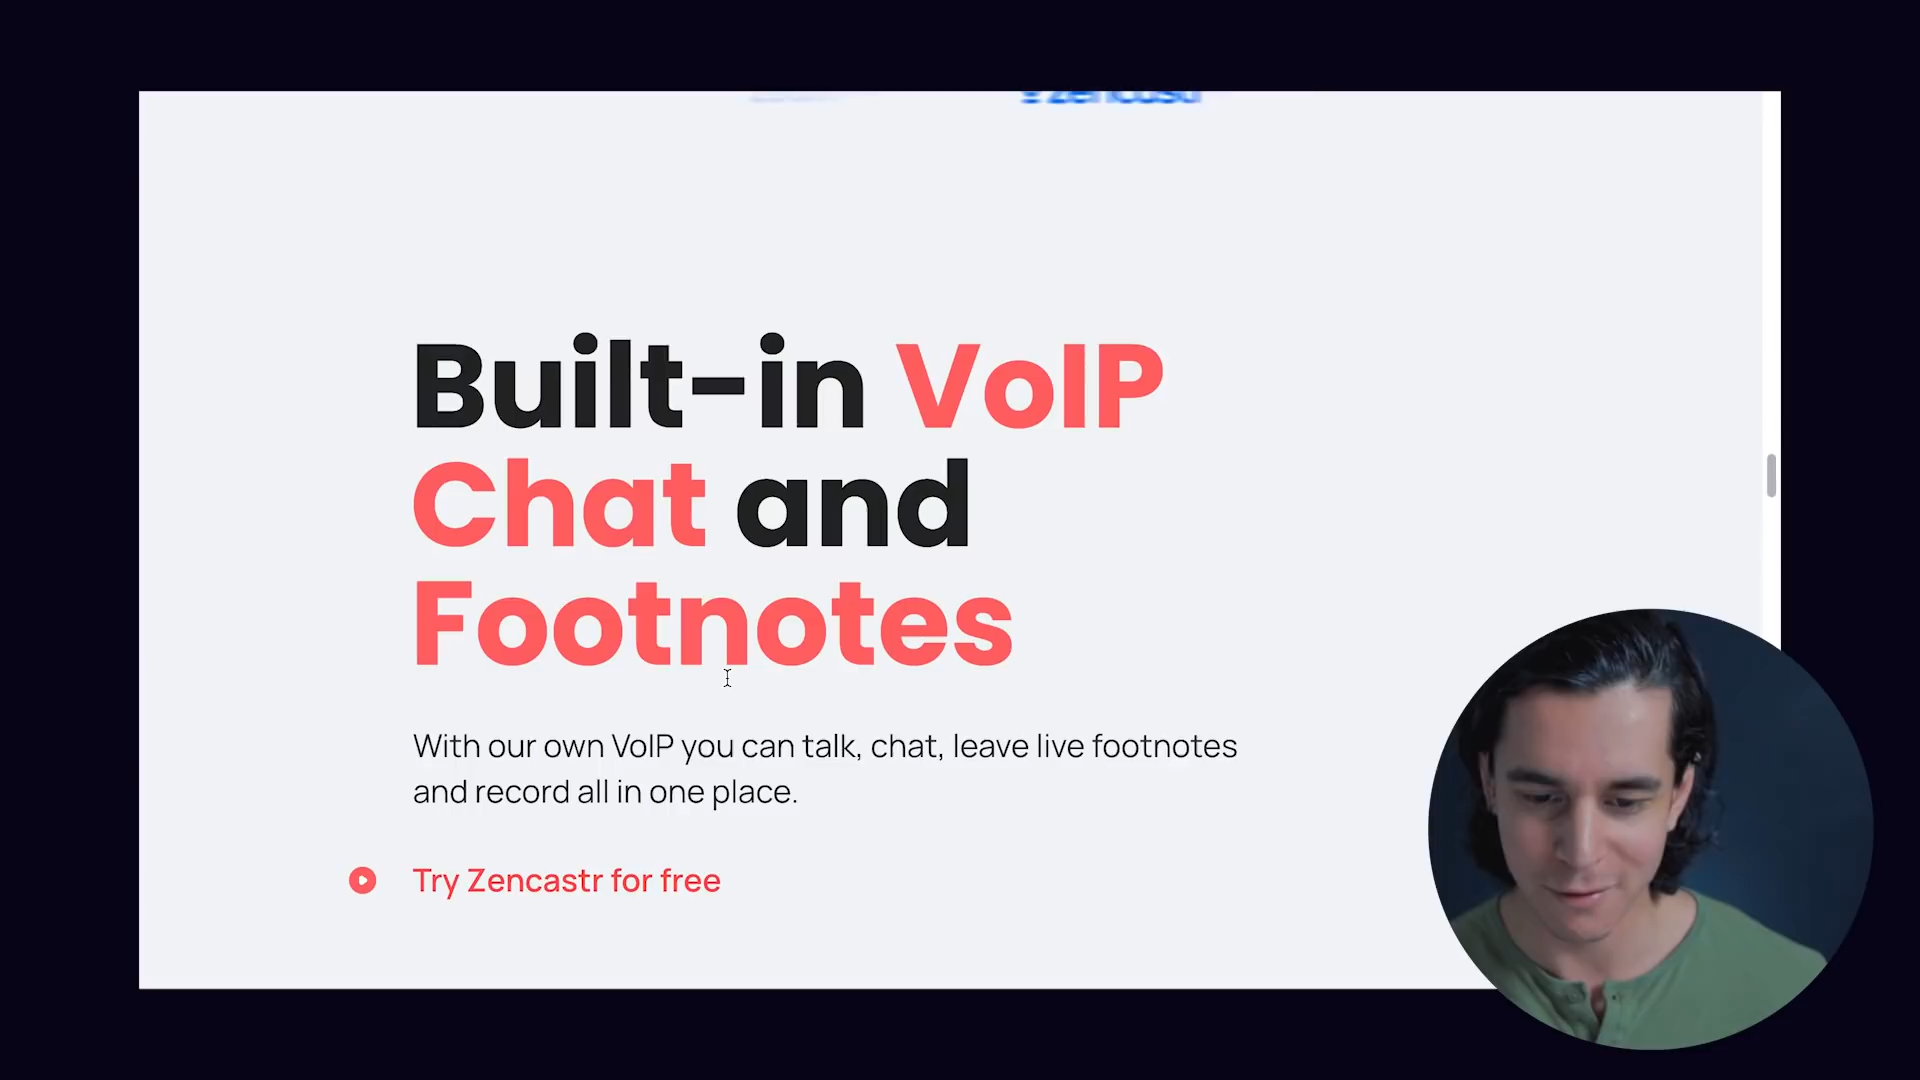 Built-in VoIP
Chat and
Footnotes
With our own VoIP you can talk, chat, leave live footnotes
and record all in one place.
Try Zencastr for free